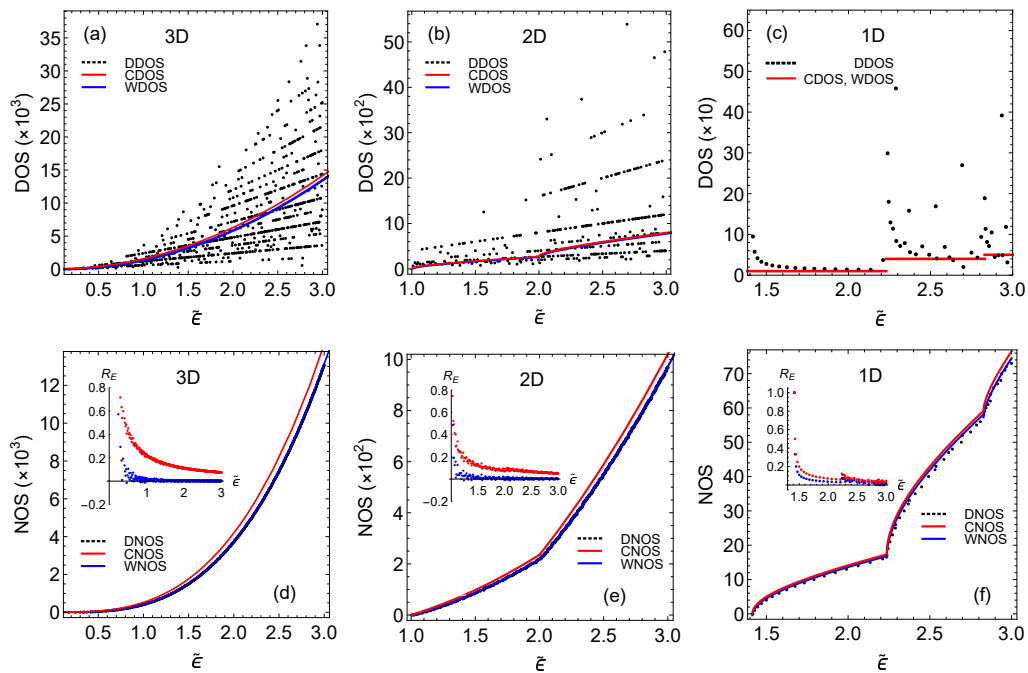 (a) 3D
DDOS
CDOS
WDOS
DOS (×10³)
35
30
25
20
15
10
5
0
0.5 1.0 1.5 2.0 2.5 3.0
ε̃
(b) 2D
DDOS
CDOS
WDOS
DOS (×10²)
50
40
30
20
10
0
1.0 1.5 2.0 2.5 3.0
ε̃
(c) 1D
DDOS
CDOS, WDOS
DOS (×10)
60
50
40
30
20
10
0
1.5 2.0 2.5 3.0
ε̃
3D
NOS (×10³)
12
10
8
6
4
2
0
R_E
0.8
0.6
0.4
0.2
−0.2
1 2 3
ε̃
DNOS
CNOS
WNOS
(d)
0.5 1.0 1.5 2.0 2.5 3.0
ε̃
2D
NOS (×10²)
10
8
6
4
2
0
R_E
0.8
0.6
0.4
0.2
−0.2
1.5 2.0 2.5 3.0
ε̃
DNOS
CNOS
WNOS
(e)
1.0 1.5 2.0 2.5 3.0
ε̃
1D
NOS
70
60
50
40
30
20
10
0
R_E
1.0
0.8
0.6
0.4
0.2
1.5 2.0 2.5 3.0
ε̃
DNOS
CNOS
WNOS
(f)
1.5 2.0 2.5 3.0
ε̃